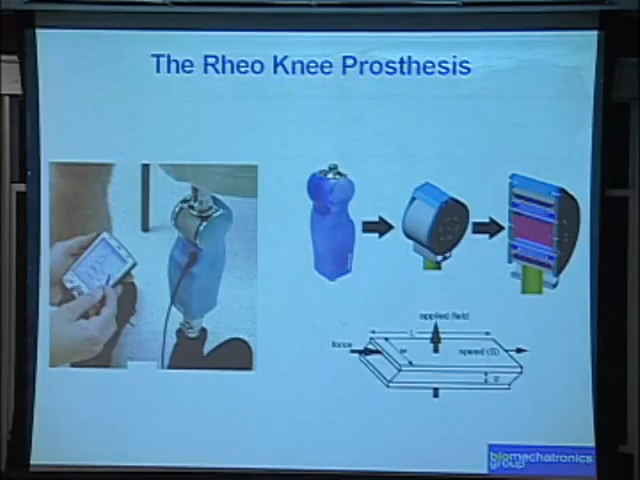 The Rheo Knee Prosthesis
applied field
L
force
w
speed (S)
biomechatronics
group